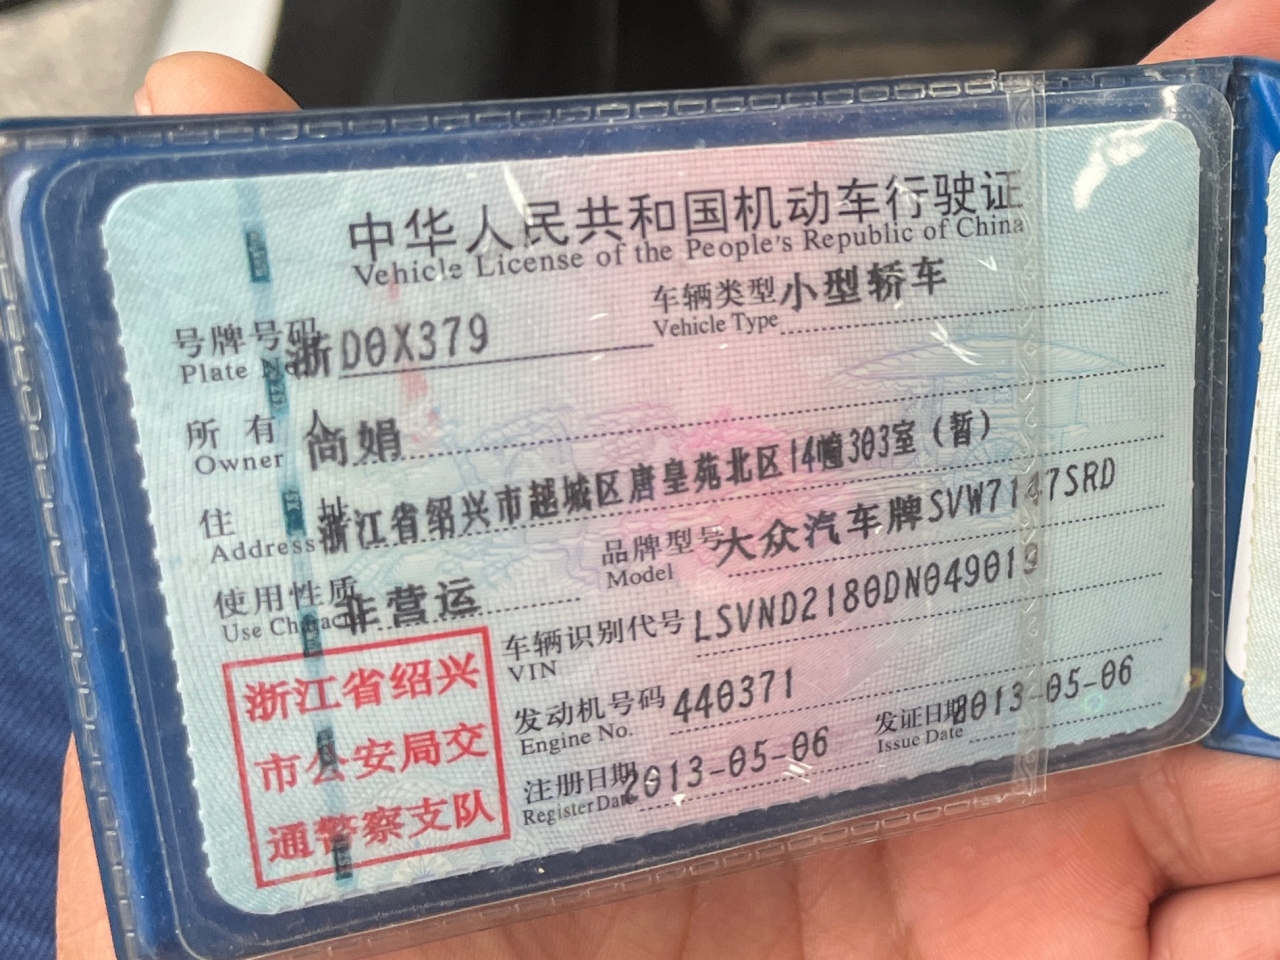 中华人民共和国机动车行驶证
Vehicle License of the People's Republic of China
号牌号码 浙D0X379 车辆类型 小型轿车
Plate No. Vehicle Type
所有人 尚娟
Owner
住址 浙江省绍兴市越城区唐皇苑北区14幢303室（暂）
Address
使用性质 非营运 品牌型号 大众汽车牌SVW7147SRD
Use Charac Model
车辆识别代号 LSVND2180DN049013
VIN
发动机号码 440371
Engine No.
注册日期 2013-05-06 发证日期 2013-05-06
Register Date Issue Date
浙江省绍兴
市公安局交
通警察支队